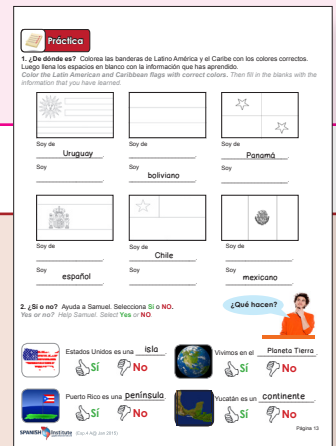 Práctica
1. ¿De dónde es? Colorea las banderas de Latino América y el Caribe con los colores correctos.
Luego llena los espacios en blanco con la información que has aprendido.
Color the Latin American and Caribbean flags with correct colors. Then fill in the blanks with the
information that you have learned.
Soy de Soy de Soy de
Uruguay. . Panamá.
Soy Soy Soy
. boliviano. .
Soy de Soy de Soy de
. Chile. .
Soy Soy Soy
español. . mexicano.
2. ¿Sí o no? Ayuda a Samuel. Selecciona Sí o NO.
Yes or no? Help Samuel. Select Yes or NO.
¿Qué hacen?
Estados Unidos es una isla. Vivimos en el Planeta Tierra.
Sí No Sí No
Puerto Rico es una península. Yucatán es un continente.
Sí No Sí No
SPANISH Institute (Esp 4 N@ Jun 2015) Página 13